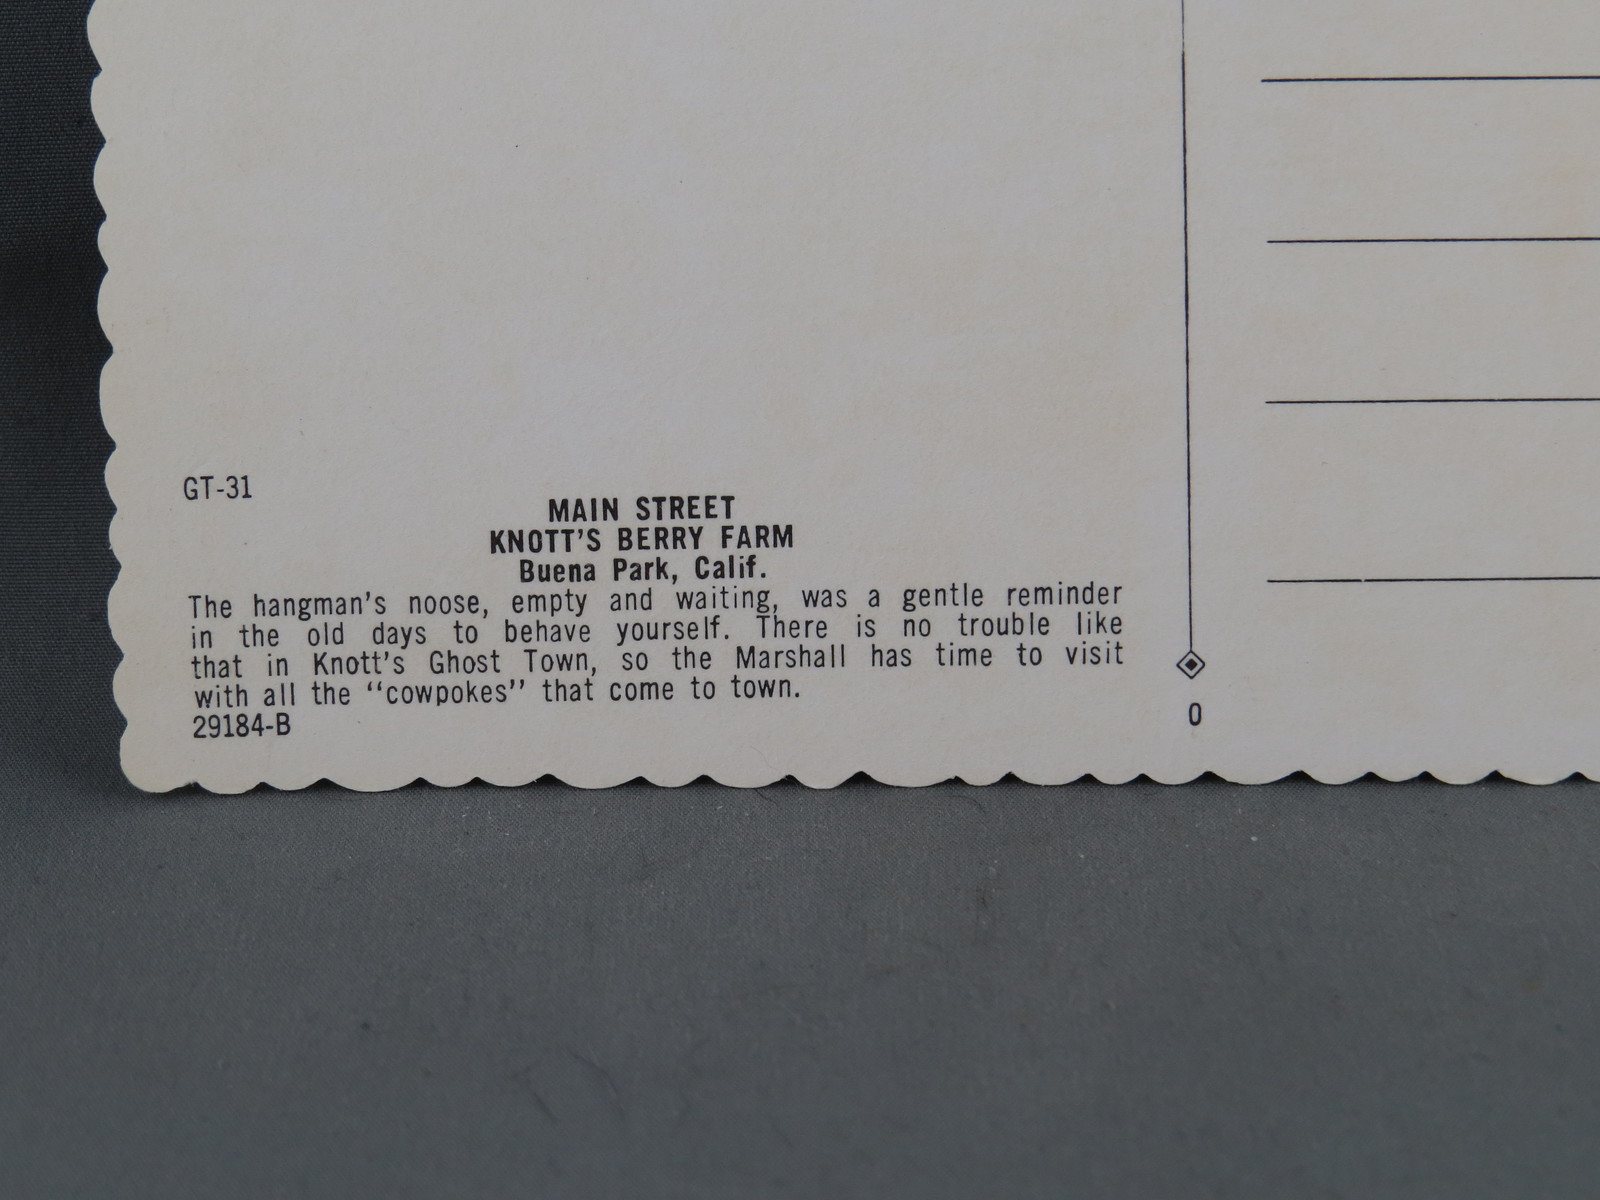 GT-31
MAIN STREET
KNOTT'S BERRY FARM
Buena Park, Calif.
The hangman's noose, empty and waiting, was a gentle reminder
in the old days to behave yourself. There is no trouble like
that in Knott's Ghost Town, so the Marshall has time to visit
with all the "cowpokes" that come to town.
29184-B
0